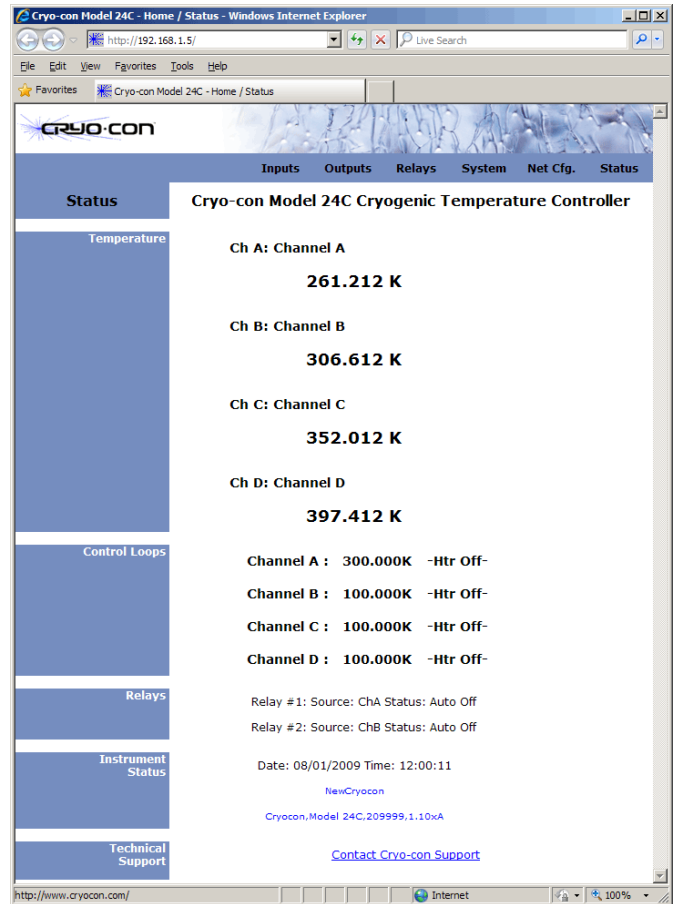 Cryo-con Model 24C - Home / Status - Windows Internet Explorer
http://192.168.1.5/
Live Search
File Edit View Favorites Tools Help
Favorites Cryo-con Model 24C - Home / Status
CRYO·CON
Inputs Outputs Relays System Net Cfg. Status
Status Cryo-con Model 24C Cryogenic Temperature Controller
Temperature
Ch A: Channel A
261.212 K
Ch B: Channel B
306.612 K
Ch C: Channel C
352.012 K
Ch D: Channel D
397.412 K
Control Loops
Channel A : 300.000K -Htr Off-
Channel B : 100.000K -Htr Off-
Channel C : 100.000K -Htr Off-
Channel D : 100.000K -Htr Off-
Relays
Relay #1: Source: ChA Status: Auto Off
Relay #2: Source: ChB Status: Auto Off
Instrument
Status
Date: 08/01/2009 Time: 12:00:11
NewCryocon
Cryocon,Model 24C,209999,1.10xA
Technical
Support
Contact Cryo-con Support
http://www.cryocon.com/ Internet 100%